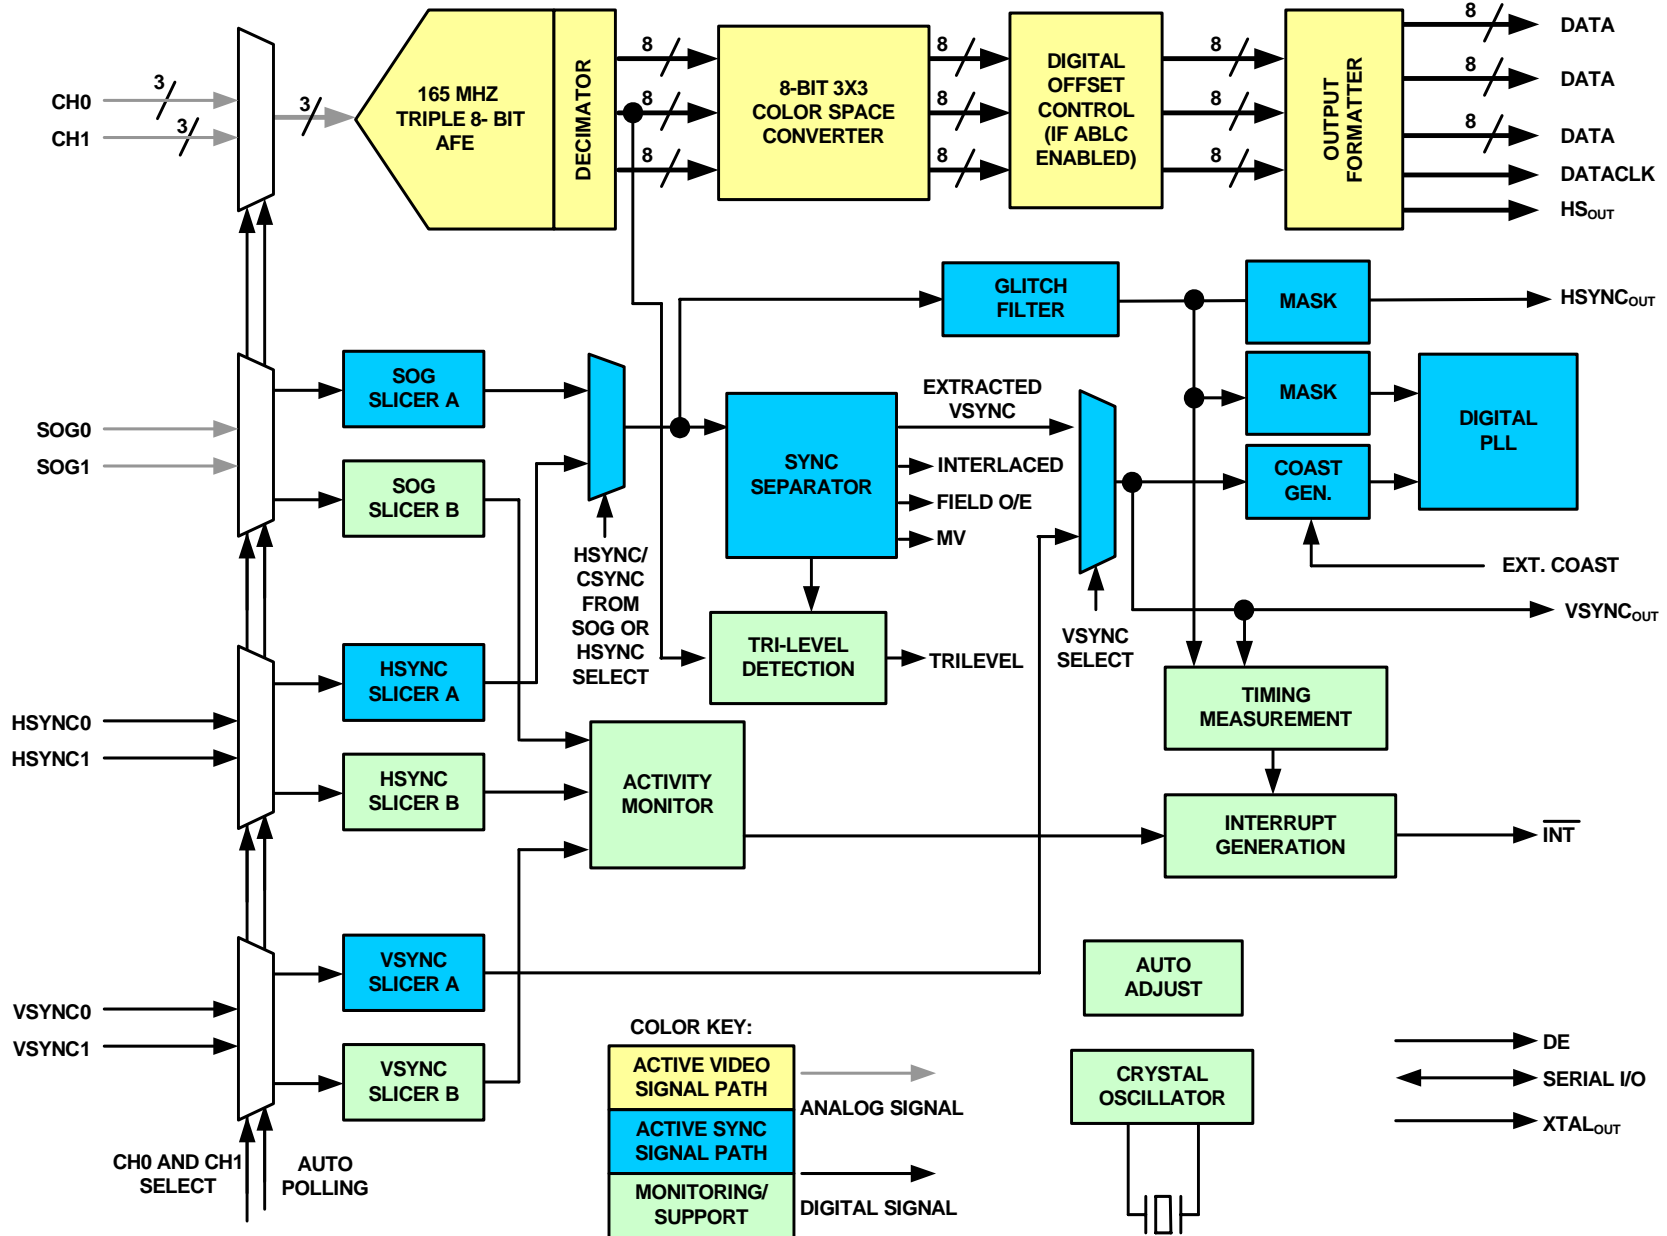 CH0
CH1
3
3
3
165 MHZ
TRIPLE 8- BIT
AFE
DECIMATOR
8
8
8
8-BIT 3X3
COLOR SPACE
CONVERTER
8
8
8
DIGITAL
OFFSET
CONTROL
(IF ABLC
ENABLED)
8
8
8
OUTPUT
FORMATTER
8
DATA
8
DATA
8
DATA
DATACLK
HSOUT
GLITCH
FILTER
MASK
HSYNCOUT
SOG0
SOG1
SOG
SLICER A
SOG
SLICER B
HSYNC/
CSYNC
FROM
SOG OR
HSYNC
SELECT
SYNC
SEPARATOR
EXTRACTED
VSYNC
INTERLACED
FIELD O/E
MV
MASK
COAST
GEN.
DIGITAL
PLL
EXT. COAST
VSYNCOUT
VSYNC
SELECT
TRI-LEVEL
DETECTION
TRILEVEL
HSYNC0
HSYNC1
HSYNC
SLICER A
HSYNC
SLICER B
ACTIVITY
MONITOR
TIMING
MEASUREMENT
INTERRUPT
GENERATION
INT
VSYNC0
VSYNC1
VSYNC
SLICER A
VSYNC
SLICER B
CH0 AND CH1
SELECT
AUTO
POLLING
COLOR KEY:
ACTIVE VIDEO
SIGNAL PATH
ACTIVE SYNC
SIGNAL PATH
MONITORING/
SUPPORT
ANALOG SIGNAL
DIGITAL SIGNAL
AUTO
ADJUST
CRYSTAL
OSCILLATOR
DE
SERIAL I/O
XTALOUT